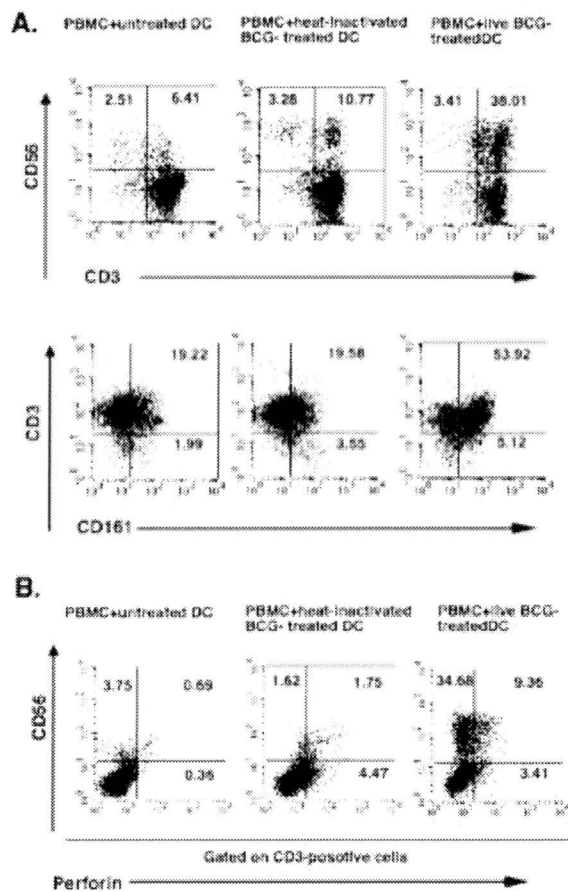 A.
PBMC+untreated DC
PBMC+heat-inactivated BCG- treated DC
PBMC+live BCG- treatedDC
2.51 6.41
3.28 10.77
3.41 38.01
CD56
CD3
19.22
1.99
19.58
3.55
53.92
5.12
CD3
CD161
B.
PBMC+untreated DC
PBMC+heat-inactivated BCG- treated DC
PBMC+live BCG- treatedDC
3.75 0.69
0.36
1.62 1.75
4.47
34.68 9.36
3.41
CD56
Gated on CD3-posotive cells
Perforin